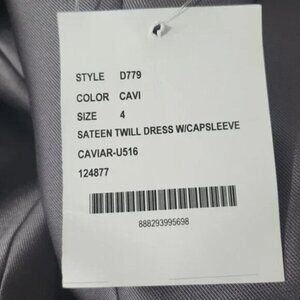 STYLE D779
COLOR CAVI
SIZE 4
SATEEN TWILL DRESS W/CAPSLEEVE
CAVIAR-U516
124877
888293995698